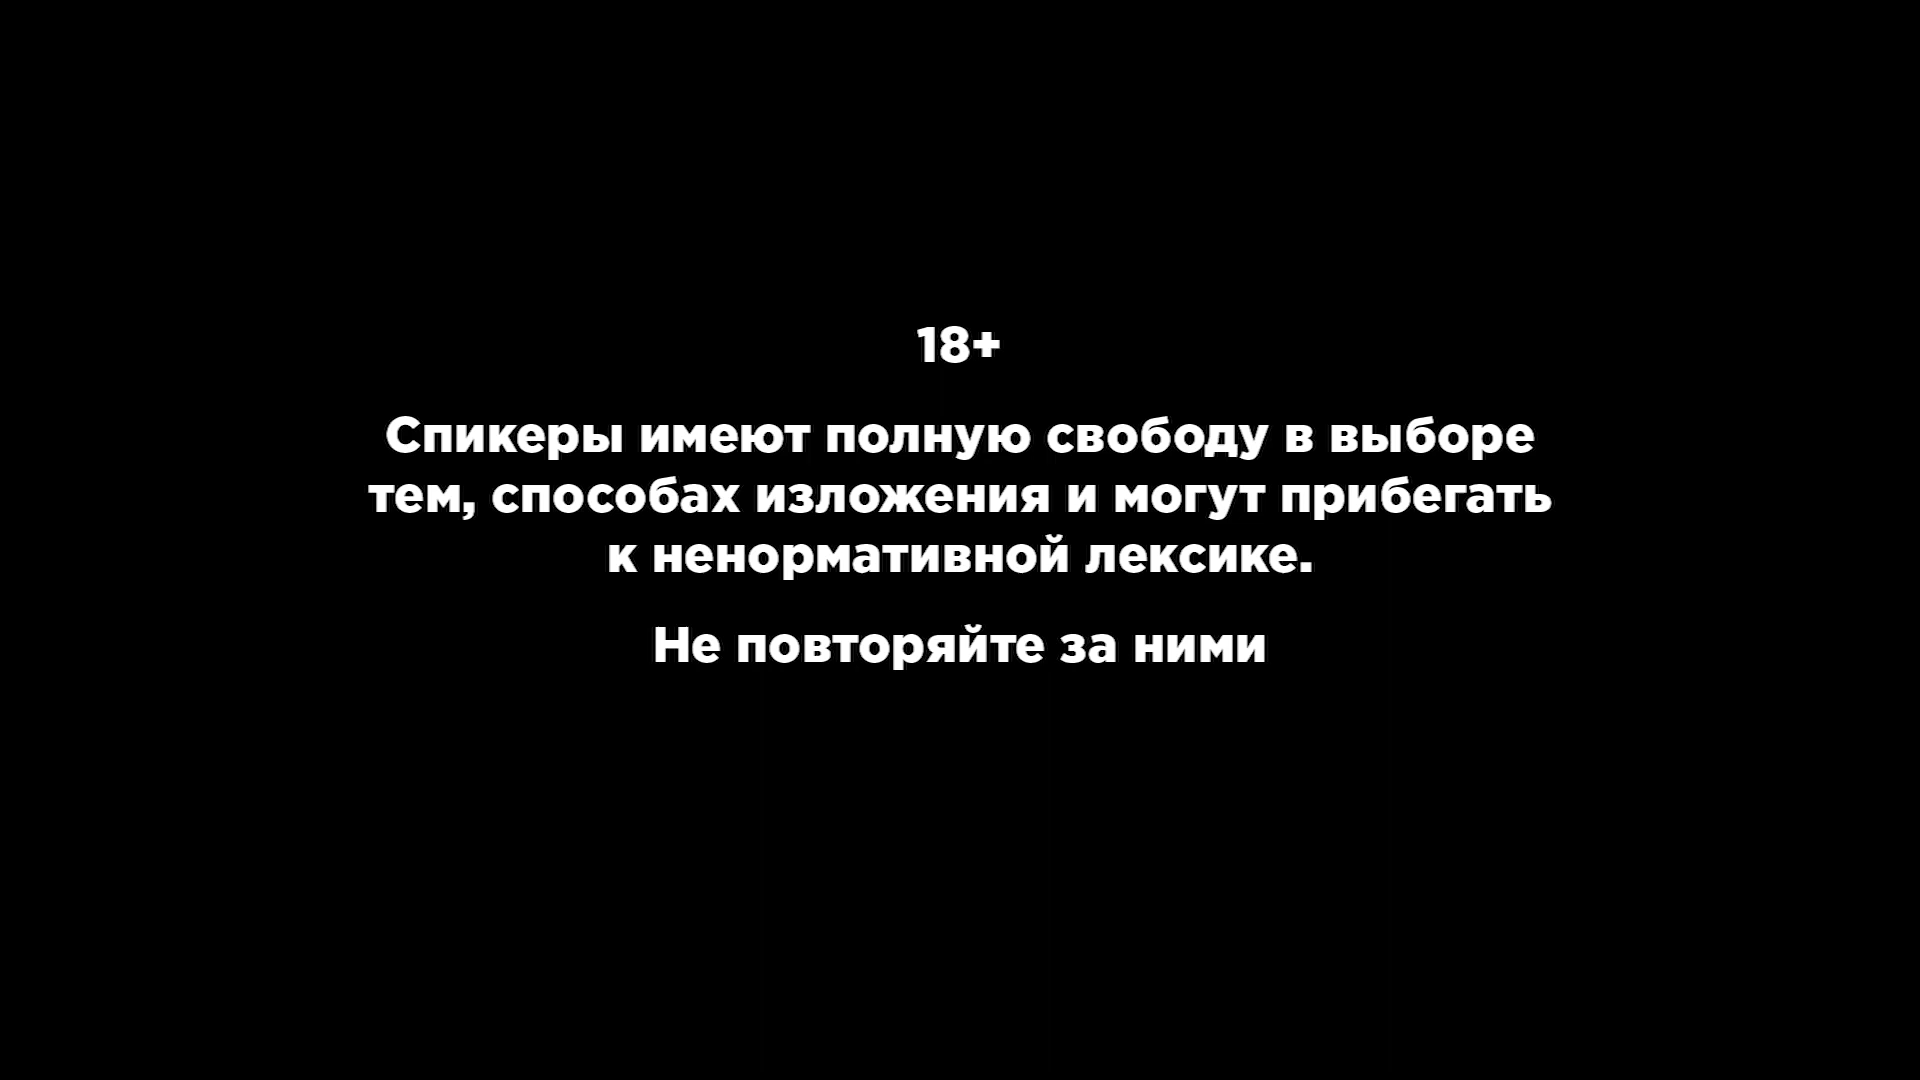 18+
Спикеры имеют полную свободу в выборе
тем, способах изложения и могут прибегать
к ненормативной лексике.
Не повторяйте за ними